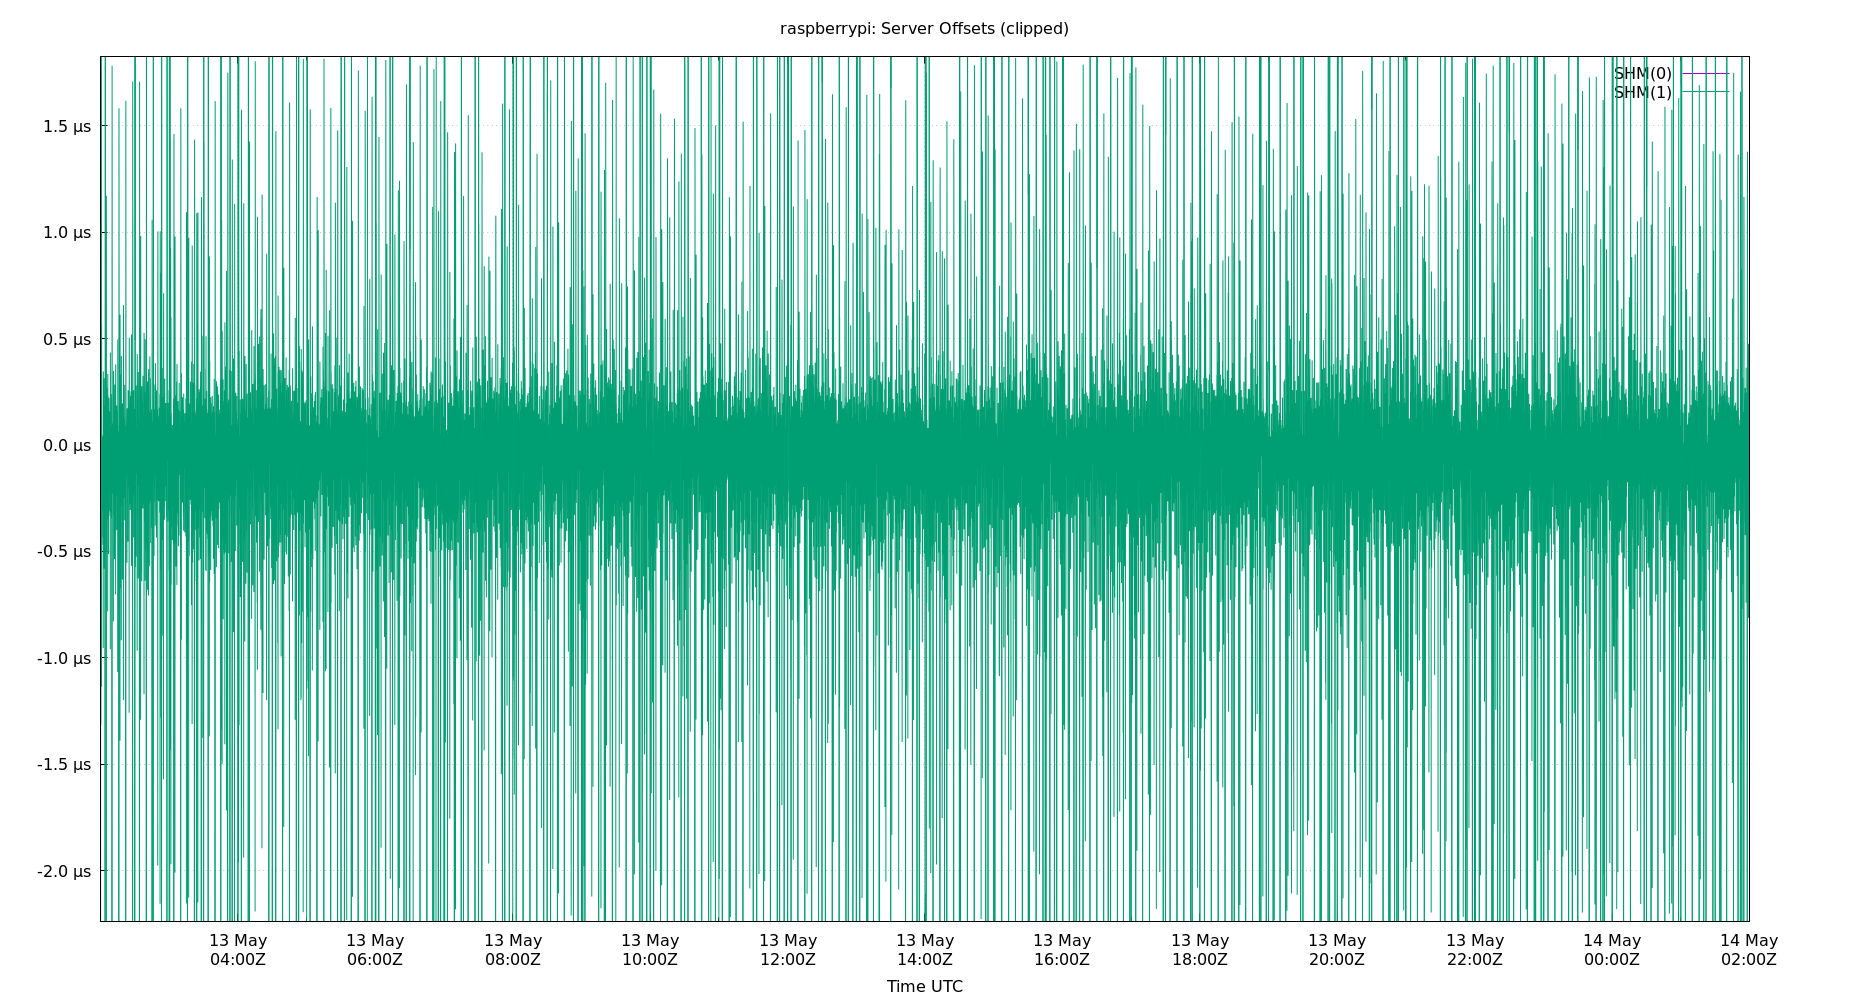 raspberrypi: Server Offsets (clipped)
SHM(0)
SHM(1)
1.5 µs
1.0 µs
0.5 µs
0.0 µs
-0.5 µs
-1.0 µs
-1.5 µs
-2.0 µs
13 May 13 May 13 May 13 May 13 May 13 May 13 May 13 May 13 May 13 May 14 May 14 May
04:00Z 06:00Z 08:00Z 10:00Z 12:00Z 14:00Z 16:00Z 18:00Z 20:00Z 22:00Z 00:00Z 02:00Z
Time UTC